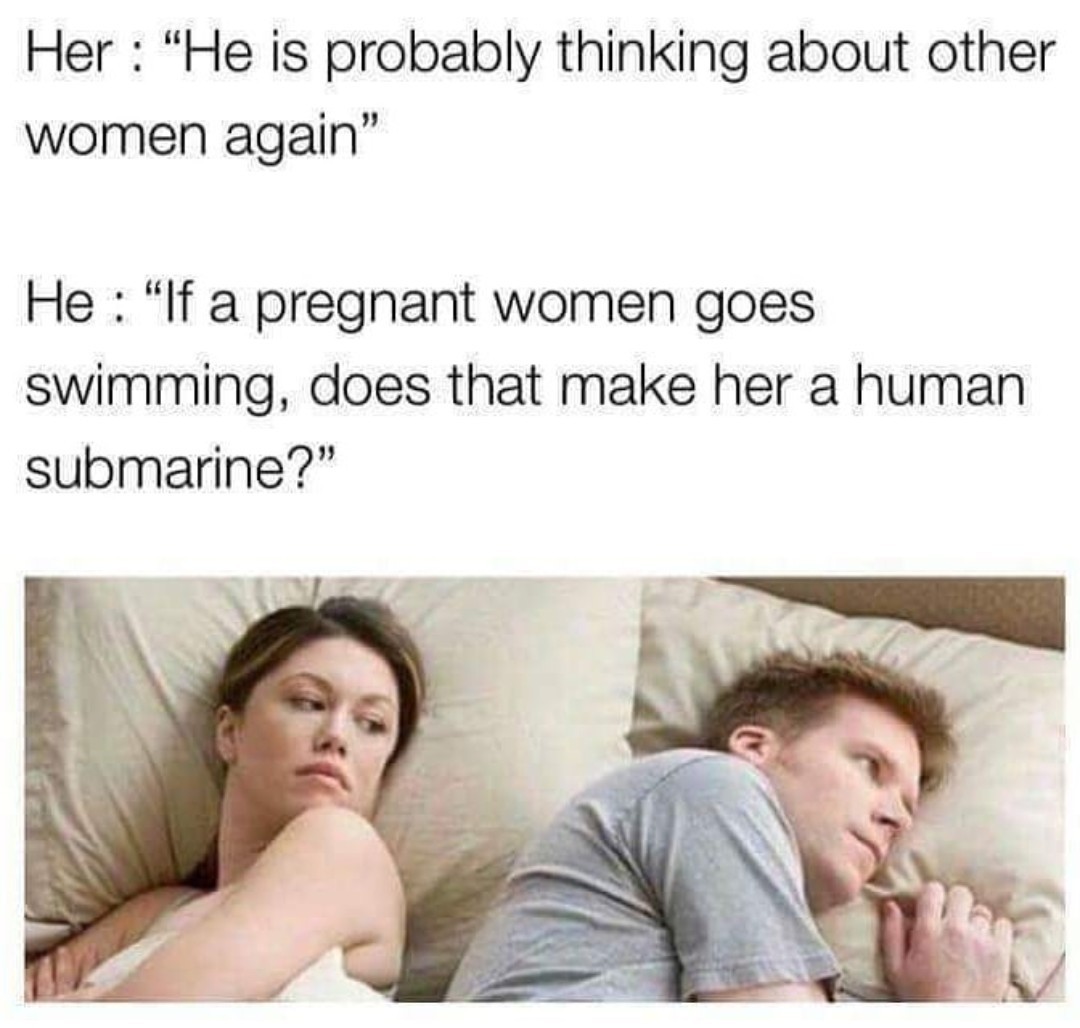 Her : “He is probably thinking about other
women again”
He : “If a pregnant women goes
swimming, does that make her a human
submarine?”